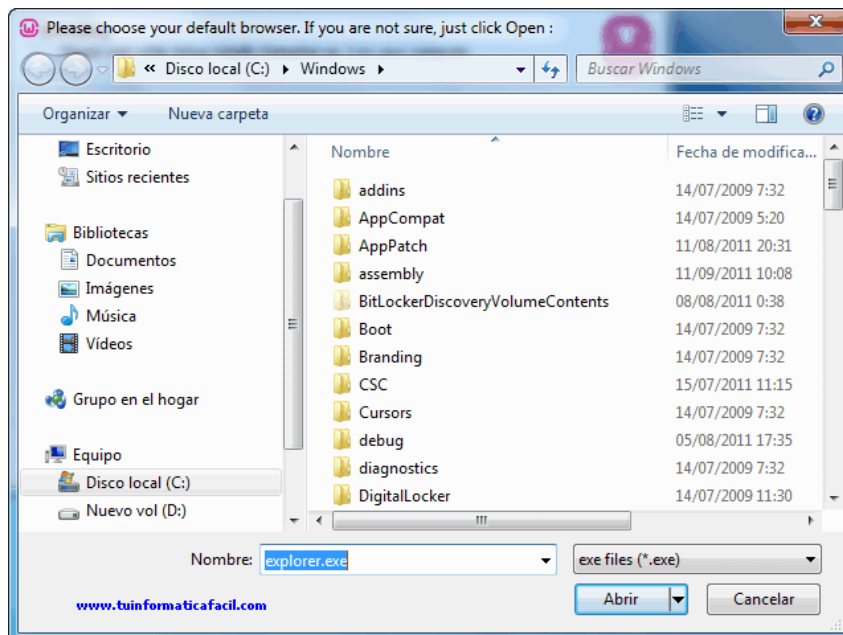 Please choose your default browser. If you are not sure, just click Open :
« Disco local (C:) Windows Buscar Windows
Organizar Nueva carpeta
Escritorio
Sitios recientes
Bibliotecas
Documentos
Imágenes
Música
Vídeos
Grupo en el hogar
Equipo
Disco local (C:)
Nuevo vol (D:)
Nombre Fecha de modifica...
addins 14/07/2009 7:32
AppCompat 14/07/2009 5:20
AppPatch 11/08/2011 20:31
assembly 11/09/2011 10:08
BitLockerDiscoveryVolumeContents 08/08/2011 0:38
Boot 14/07/2009 7:32
Branding 14/07/2009 7:32
CSC 15/07/2011 11:15
Cursors 14/07/2009 7:32
debug 05/08/2011 17:35
diagnostics 14/07/2009 7:32
DigitalLocker 14/07/2009 11:30
Nombre: explorer.exe exe files (*.exe)
www.tuinformaticafacil.com
Abrir Cancelar